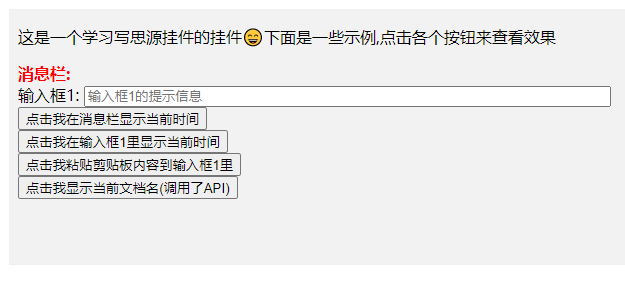 这是一个学习写思源挂件的挂件😄下面是一些示例,点击各个按钮来查看效果
消息栏:
输入框1: 输入框1的提示信息
点击我在消息栏显示当前时间
点击我在输入框1里显示当前时间
点击我粘贴剪贴板内容到输入框1里
点击我显示当前文档名(调用了API)